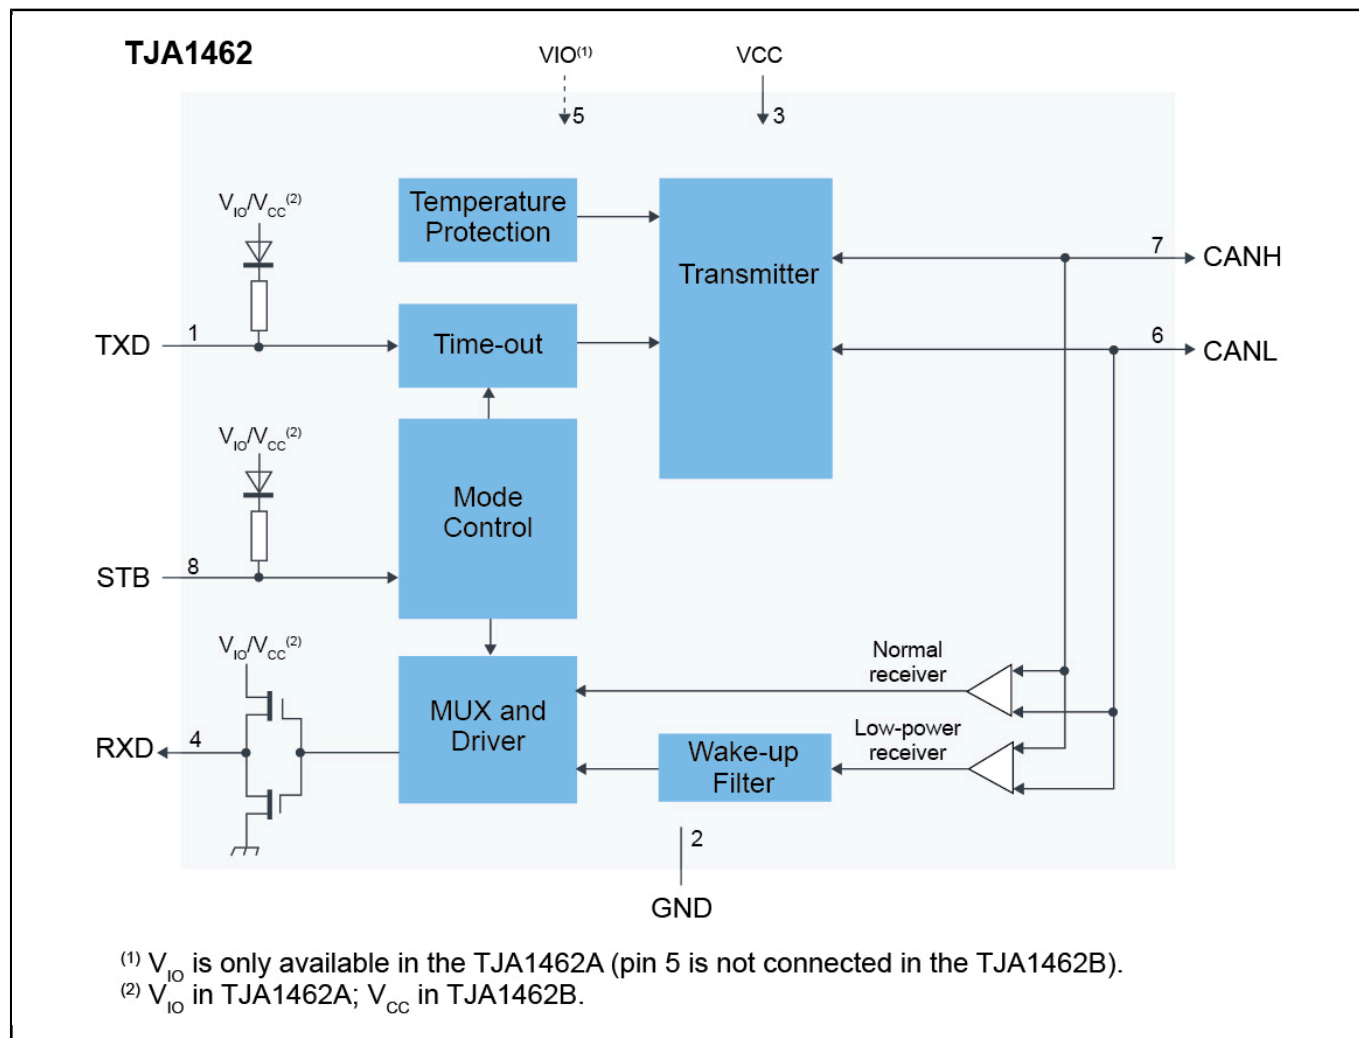 TJA1462
VIO(1)
VCC
5
3
VIO/VCC(2)
Temperature
Protection
Transmitter
7
CANH
TXD
1
Time-out
6
CANL
VIO/VCC(2)
Mode
Control
STB
8
VIO/VCC(2)
Normal
receiver
MUX and
Driver
RXD
4
Low-power
receiver
Wake-up
Filter
2
GND
(1) VIO is only available in the TJA1462A (pin 5 is not connected in the TJA1462B).
(2) VIO in TJA1462A; VCC in TJA1462B.